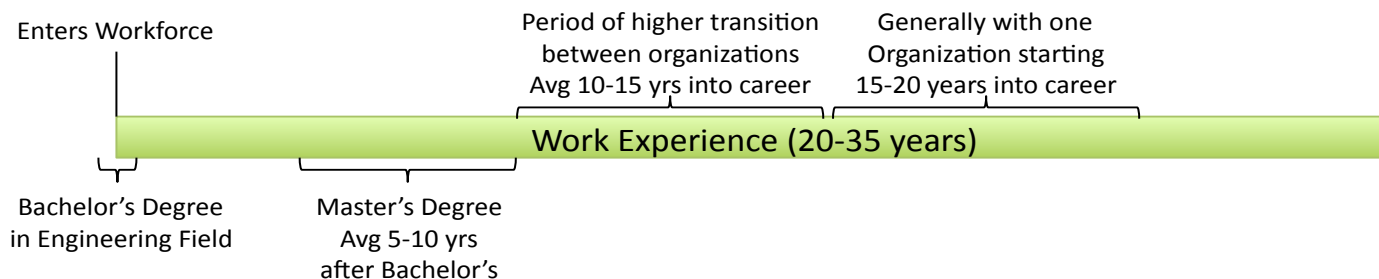 Enters Workforce
Period of higher transition
between organizations
Avg 10-15 yrs into career
Generally with one
Organization starting
15-20 years into career
Work Experience (20-35 years)
Bachelor’s Degree
in Engineering Field
Master’s Degree
Avg 5-10 yrs
after Bachelor’s